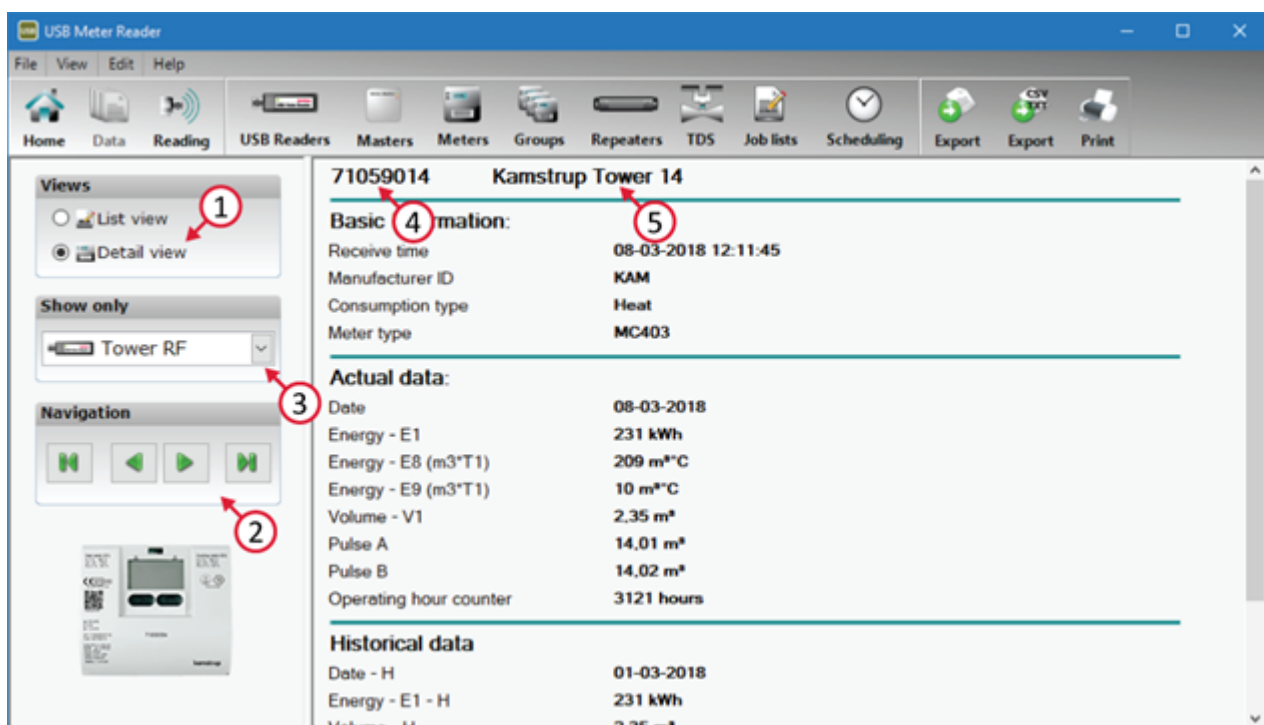 USB Meter Reader
File View Edit Help
Home Data Reading USB Readers Masters Meters Groups Repeaters TDS Job lists Scheduling Export CSV TXT Export Print
Views
1
List view
Detail view
Show only
Tower RF
3
Navigation
2
kamstrup
71059014 Kamstrup Tower 14
4
5
Basic mation:
Receive time 08-03-2018 12:11:45
Manufacturer ID KAM
Consumption type Heat
Meter type MC403
Actual data:
Date 08-03-2018
Energy - E1 231 kWh
Energy - E8 (m3*T1) 209 m³°C
Energy - E9 (m3*T1) 10 m³°C
Volume - V1 2,35 m³
Pulse A 14,01 m³
Pulse B 14,02 m³
Operating hour counter 3121 hours
Historical data
Date - H 01-03-2018
Energy - E1 - H 231 kWh